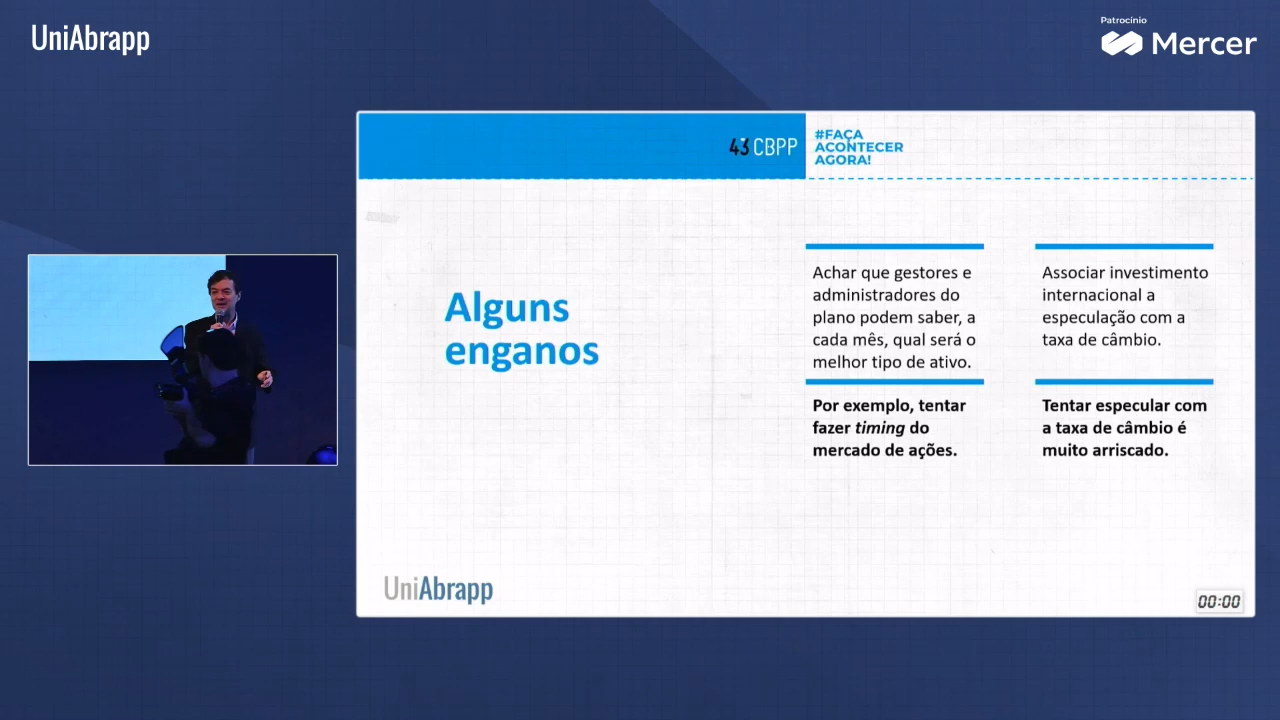 UniAbrapp
Patrocínio
Mercer
43 CBPP
#FAÇA
ACONTECER
AGORA!
Alguns
enganos
Achar que gestores e
administradores do
plano podem saber, a
cada mês, qual será o
melhor tipo de ativo.
Por exemplo, tentar
fazer timing do
mercado de ações.
Associar investimento
internacional a
especulação com a
taxa de câmbio.
Tentar especular com
a taxa de câmbio é
muito arriscado.
UniAbrapp
00:00